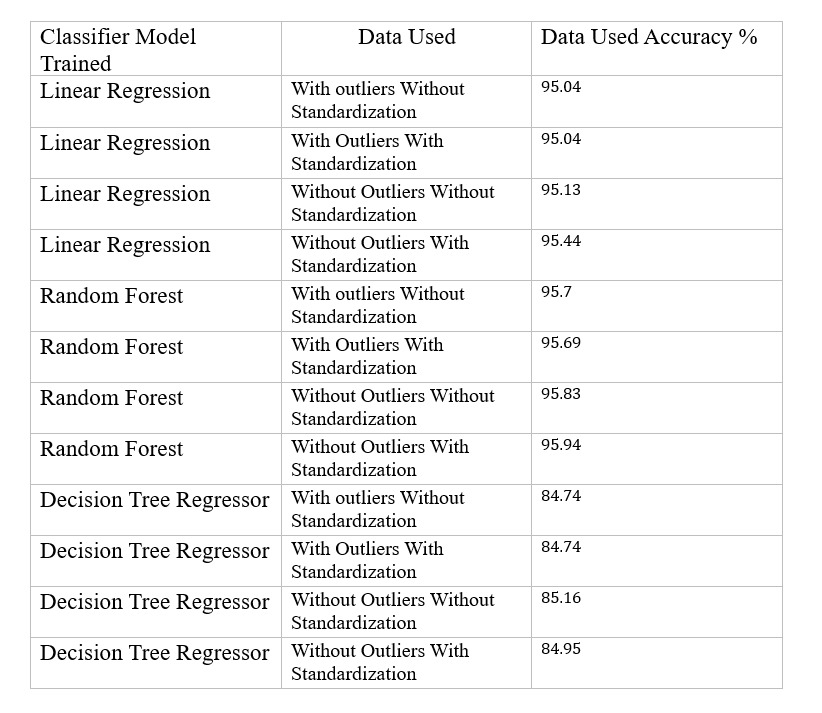 Classifier Model
Trained
Data Used
Data Used Accuracy %
Linear Regression
With outliers Without
Standardization
95.04
Linear Regression
With Outliers With
Standardization
95.04
Linear Regression
Without Outliers Without
Standardization
95.13
Linear Regression
Without Outliers With
Standardization
95.44
Random Forest
With outliers Without
Standardization
95.7
Random Forest
With Outliers With
Standardization
95.69
Random Forest
Without Outliers Without
Standardization
95.83
Random Forest
Without Outliers With
Standardization
95.94
Decision Tree Regressor
With outliers Without
Standardization
84.74
Decision Tree Regressor
With Outliers With
Standardization
84.74
Decision Tree Regressor
Without Outliers Without
Standardization
85.16
Decision Tree Regressor
Without Outliers With
Standardization
84.95